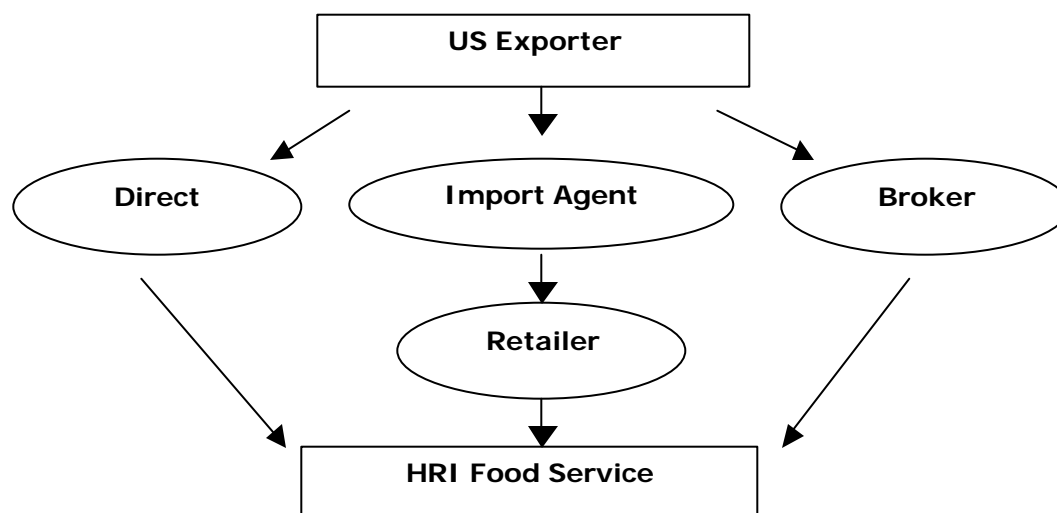 US Exporter
Direct
Import Agent
Broker
Retailer
HRI Food Service